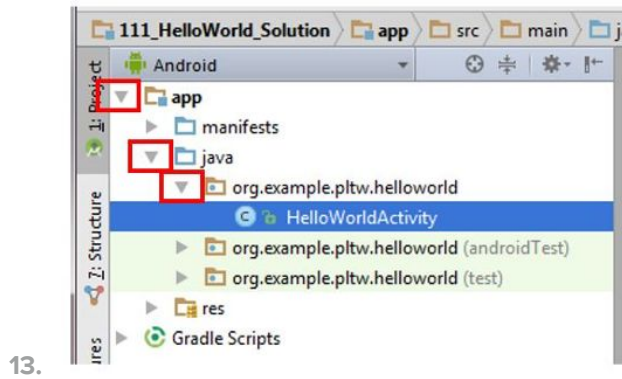 111_HelloWorld_Solution app src main j
Android
1: Project
app
manifests
java
org.example.pltw.helloworld
C HelloWorldActivity
7: Structure
org.example.pltw.helloworld (androidTest)
org.example.pltw.helloworld (test)
res
Gradle Scripts
ures
13.